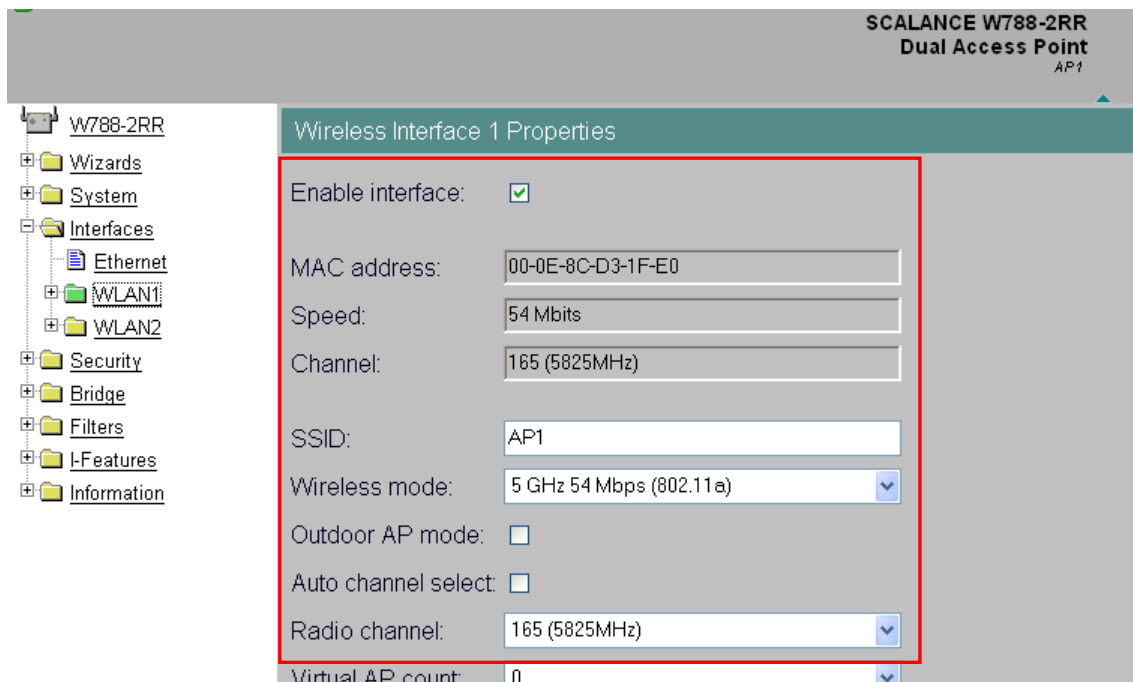 SCALANCE W788-2RR
Dual Access Point
AP1
W788-2RR
Wizards
System
Interfaces
Ethernet
WLAN1
WLAN2
Security
Bridge
Filters
I-Features
Information
Wireless Interface 1 Properties
Enable interface:
MAC address: 00-0E-8C-D3-1F-E0
Speed: 54 Mbits
Channel: 165 (5825MHz)
SSID: AP1
Wireless mode: 5 GHz 54 Mbps (802.11a)
Outdoor AP mode:
Auto channel select:
Radio channel: 165 (5825MHz)
Virtual AP count: 0